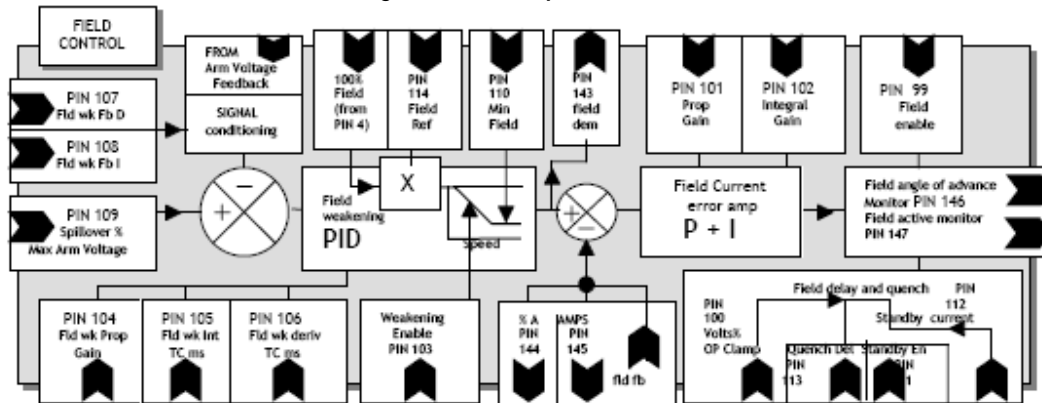 FIELD
CONTROL
FROM
Arm Voltage
Feedback
SIGNAL
conditioning
100%
Field
(from
PIN 4)
PIN
114
Field
Ref
PIN
110
Min
Field
PIN
143
field
dem
PIN 101
Prop
Gain
PIN 102
Integral
Gain
PIN 99
Field
enable
PIN 107
Fld wk Fb D
PIN 108
Fld wk Fb I
PIN 109
Spillover %
Max Arm Voltage
−
+
Field
weakening
PID
X
Speed
+
−
Field Current
error amp
P + I
Field angle of advance
Monitor PIN 146
Field active monitor
PIN 147
PIN 104
Fld wk Prop
Gain
PIN 105
Fld wk Int
TC ms
PIN 106
Fld wk deriv
TC ms
Weakening
Enable
PIN 103
% A
PIN
144
AMPS
PIN
145
fld fb
Field delay and quench
PIN
112
Standby current
PIN
100
Volts%
OP Clamp
Quench Del
PIN
113
Standby En